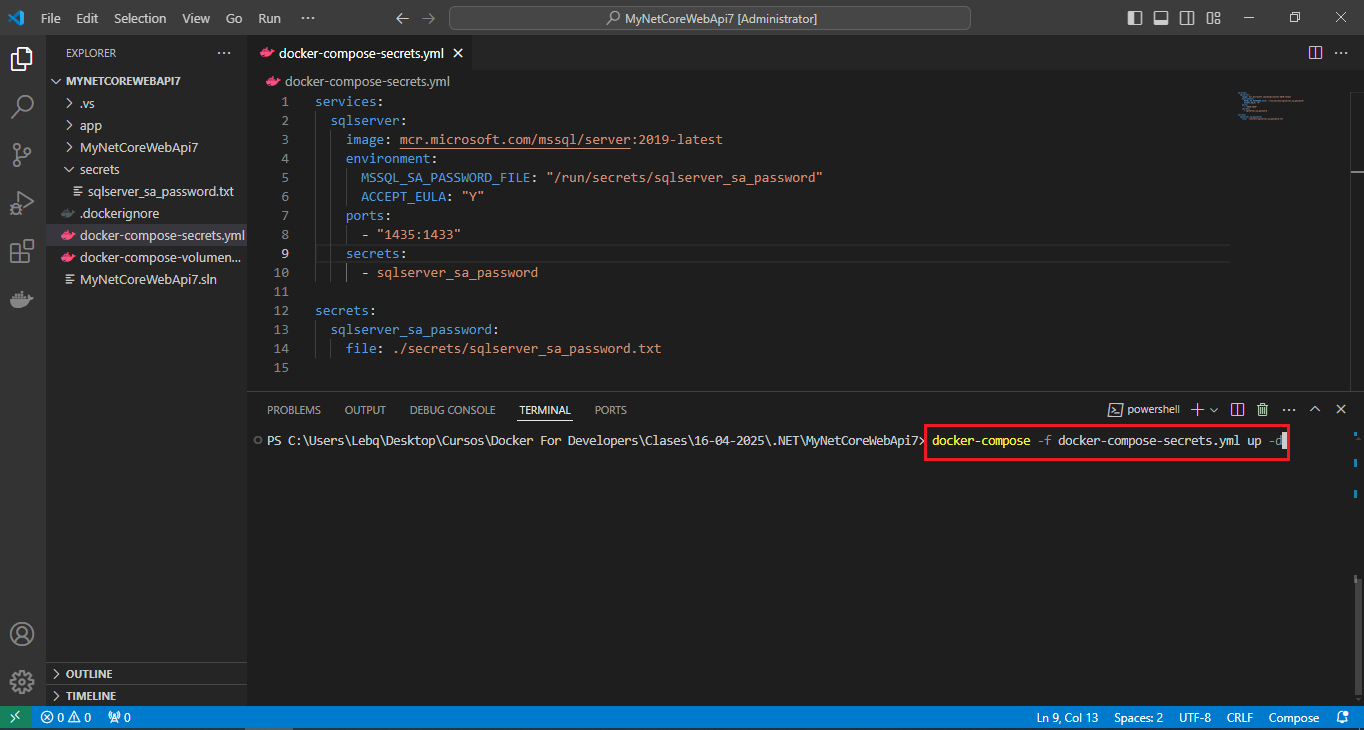 File Edit Selection View Go Run ··· MyNetCoreWebApi7 [Administrator]
EXPLORER ···
MYNETCOREWEBAPI7
.vs
app
MyNetCoreWebApi7
secrets
sqlserver_sa_password.txt
.dockerignore
docker-compose-secrets.yml
docker-compose-volumen...
MyNetCoreWebApi7.sln
OUTLINE
TIMELINE
docker-compose-secrets.yml
docker-compose-secrets.yml
1 services:
2 sqlserver:
3 image: mcr.microsoft.com/mssql/server:2019-latest
4 environment:
5 MSSQL_SA_PASSWORD_FILE: "/run/secrets/sqlserver_sa_password"
6 ACCEPT_EULA: "Y"
7 ports:
8 - "1435:1433"
9 secrets:
10 - sqlserver_sa_password
11
12 secrets:
13 sqlserver_sa_password:
14 file: ./secrets/sqlserver_sa_password.txt
15
PROBLEMS OUTPUT DEBUG CONSOLE TERMINAL PORTS powershell
PS C:\Users\Lebq\Desktop\Cursos\Docker For Developers\Clases\16-04-2025\.NET\MyNetCoreWebApi7> docker-compose -f docker-compose-secrets.yml up -d
0 0 0 Ln 9, Col 13 Spaces: 2 UTF-8 CRLF Compose